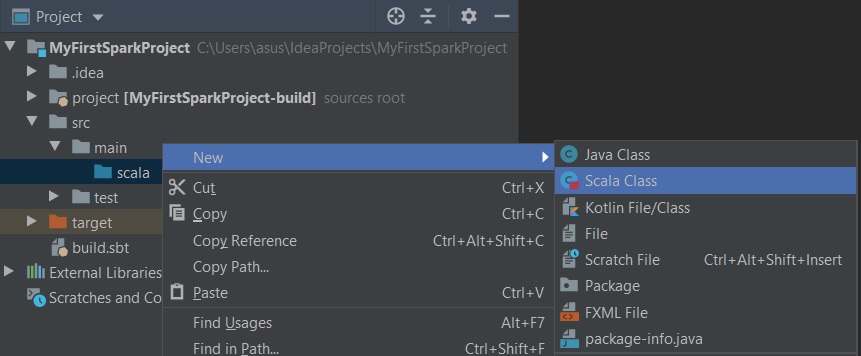 Project
MyFirstSparkProject C:\Users\asus\IdeaProjects\MyFirstSparkProject
.idea
project [MyFirstSparkProject-build] sources root
src
main
scala
test
target
build.sbt
External Libraries
Scratches and Co
New
Cut Ctrl+X
Copy Ctrl+C
Copy Reference Ctrl+Alt+Shift+C
Copy Path...
Paste Ctrl+V
Find Usages Alt+F7
Find in Path... Ctrl+Shift+F
Java Class
Scala Class
Kotlin File/Class
File
Scratch File Ctrl+Alt+Shift+Insert
Package
FXML File
package-info.java